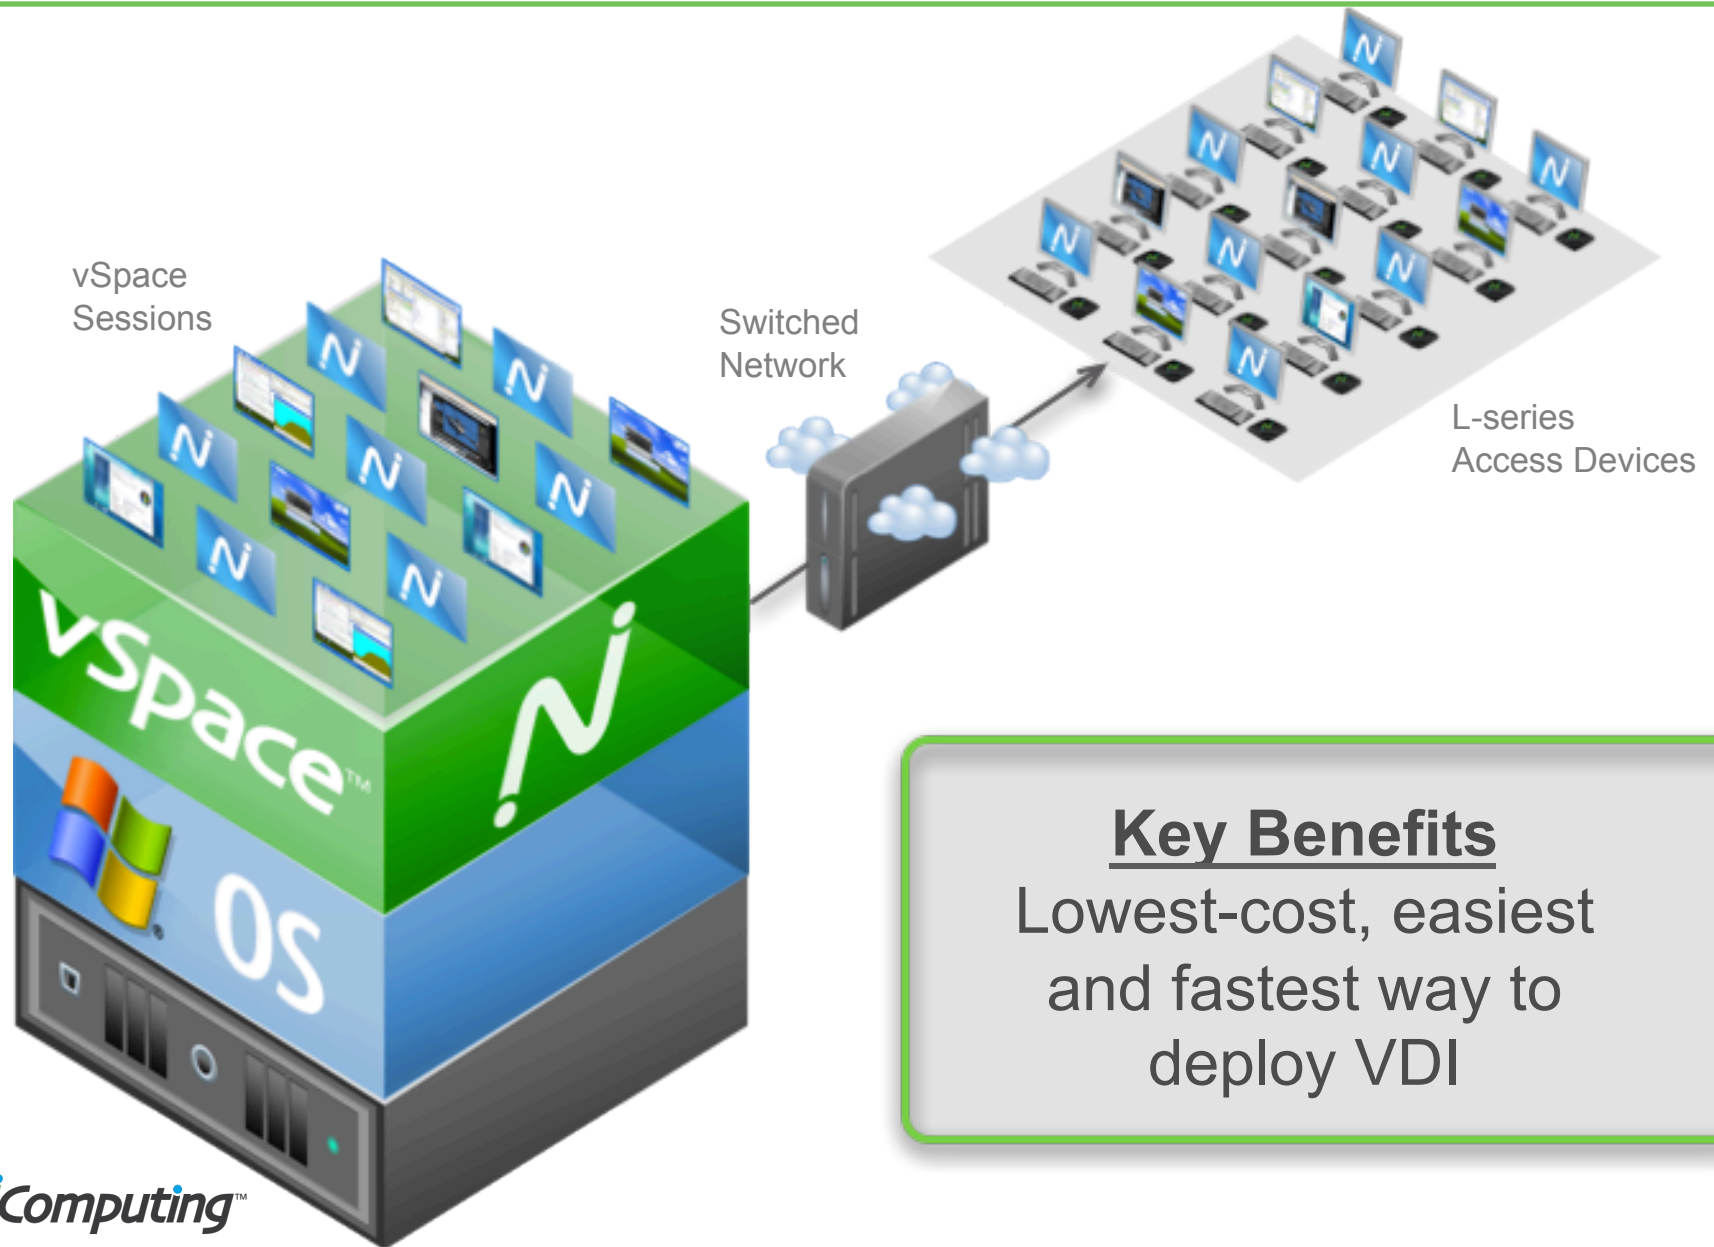 vSpace
Sessions
Switched
Network
L-series
Access Devices
vSpace™
OS
Key Benefits
Lowest-cost, easiest
and fastest way to
deploy VDI
Computing™